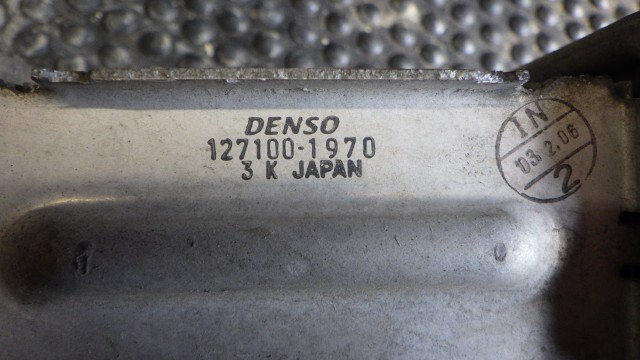 DENSO
127100-1970
3 K JAPAN
IN
'03.2.06
2